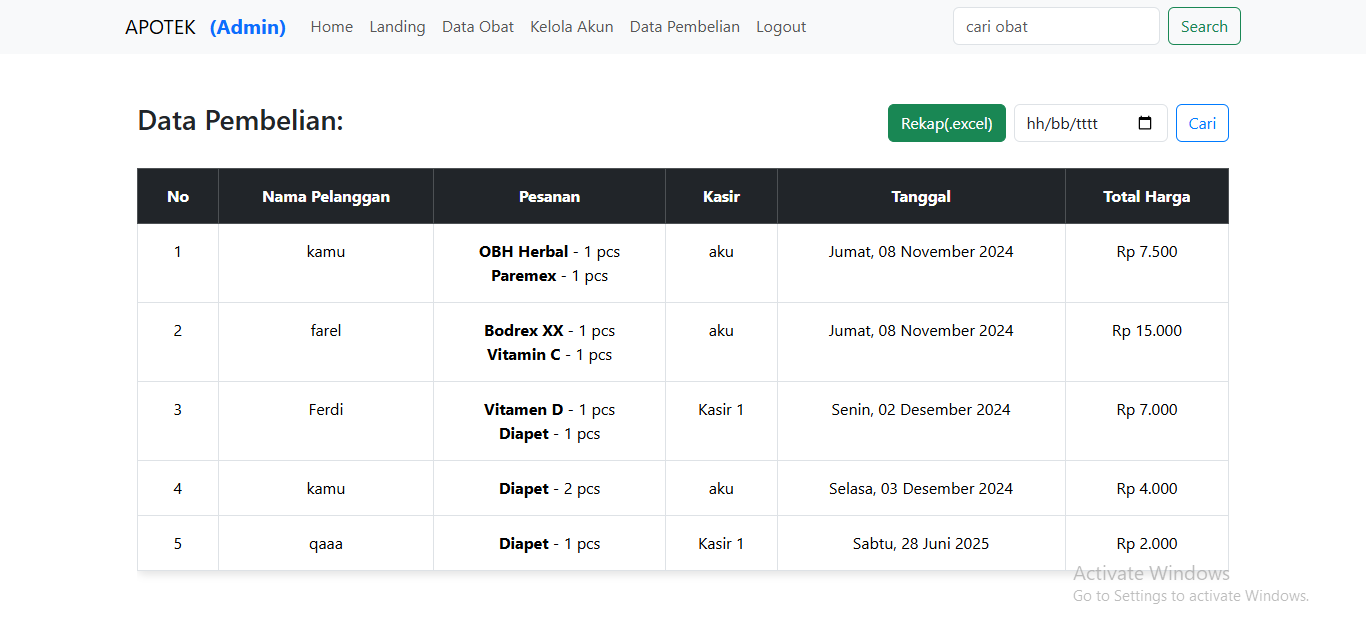 APOTEK (Admin) Home Landing Data Obat Kelola Akun Data Pembelian Logout cari obat Search
Data Pembelian: Rekap(.excel) hh/bb/tttt Cari
No Nama Pelanggan Pesanan Kasir Tanggal Total Harga
1 kamu OBH Herbal - 1 pcs aku Jumat, 08 November 2024 Rp 7.500
Paremex - 1 pcs
2 farel Bodrex XX - 1 pcs aku Jumat, 08 November 2024 Rp 15.000
Vitamin C - 1 pcs
3 Ferdi Vitamen D - 1 pcs Kasir 1 Senin, 02 Desember 2024 Rp 7.000
Diapet - 1 pcs
4 kamu Diapet - 2 pcs aku Selasa, 03 Desember 2024 Rp 4.000
5 qaaa Diapet - 1 pcs Kasir 1 Sabtu, 28 Juni 2025 Rp 2.000
Activate Windows
Go to Settings to activate Windows.